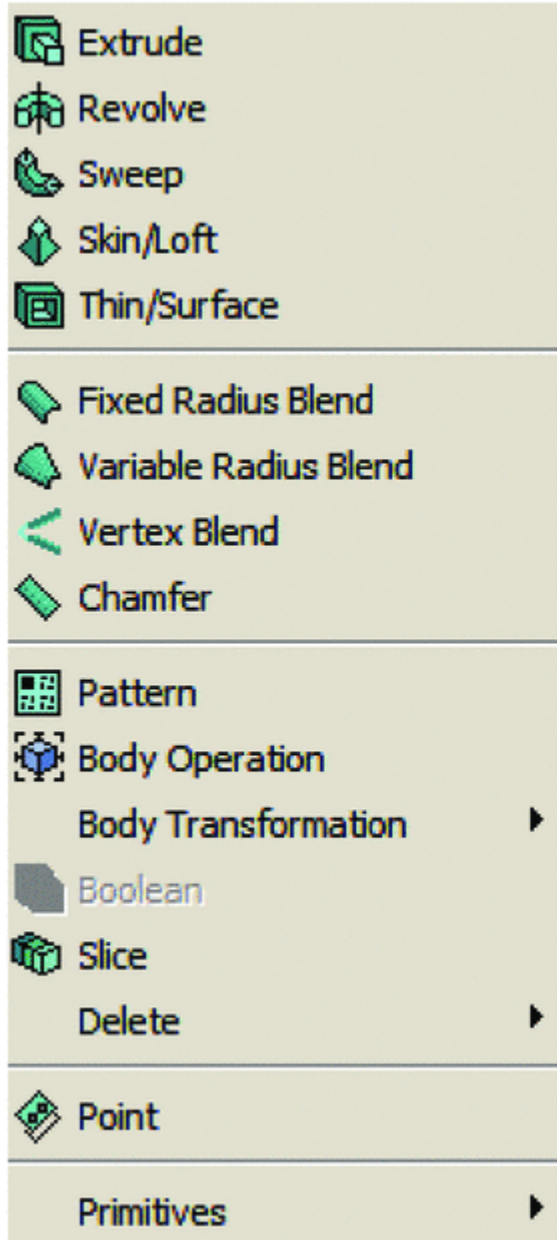 Extrude
Revolve
Sweep
Skin/Loft
Thin/Surface
Fixed Radius Blend
Variable Radius Blend
Vertex Blend
Chamfer
Pattern
Body Operation
Body Transformation
Boolean
Slice
Delete
Point
Primitives